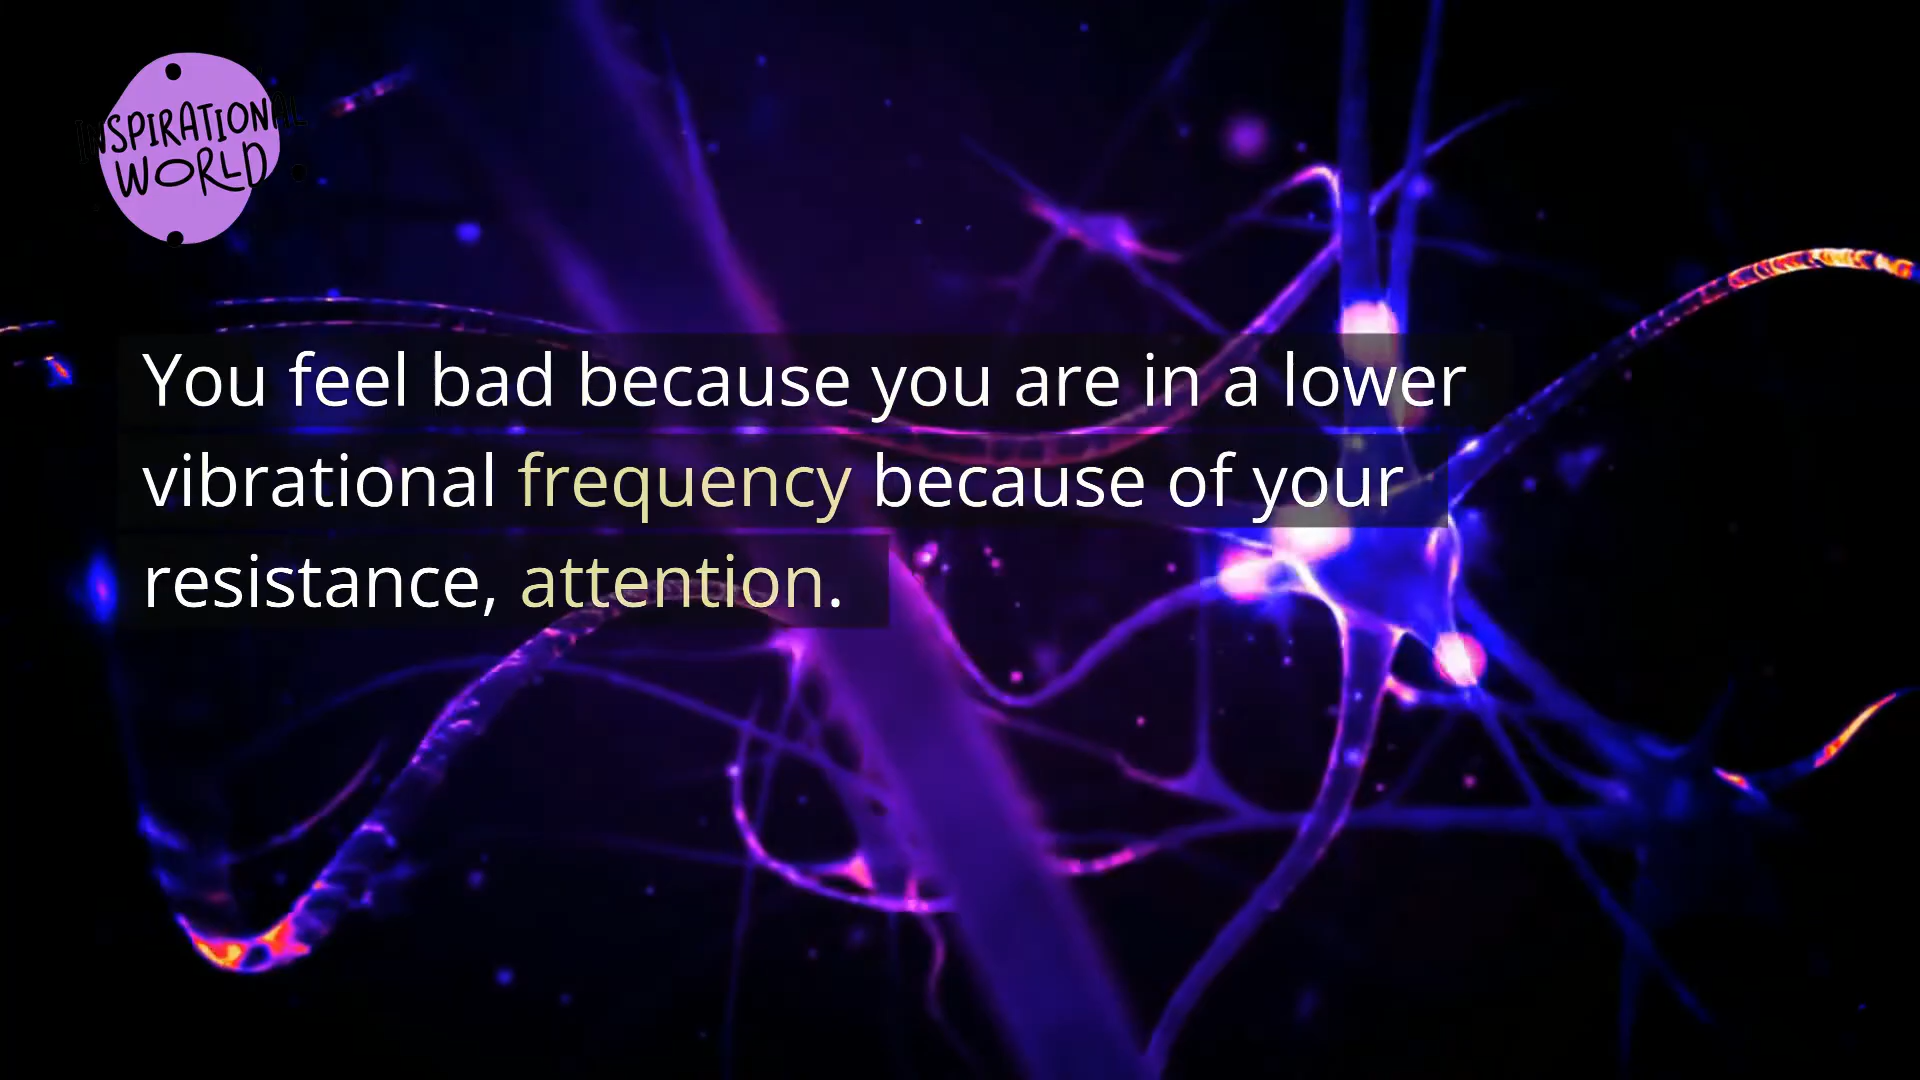 INSPIRATIONAL
WORLD
You feel bad because you are in a lower
vibrational frequency because of your
resistance, attention.